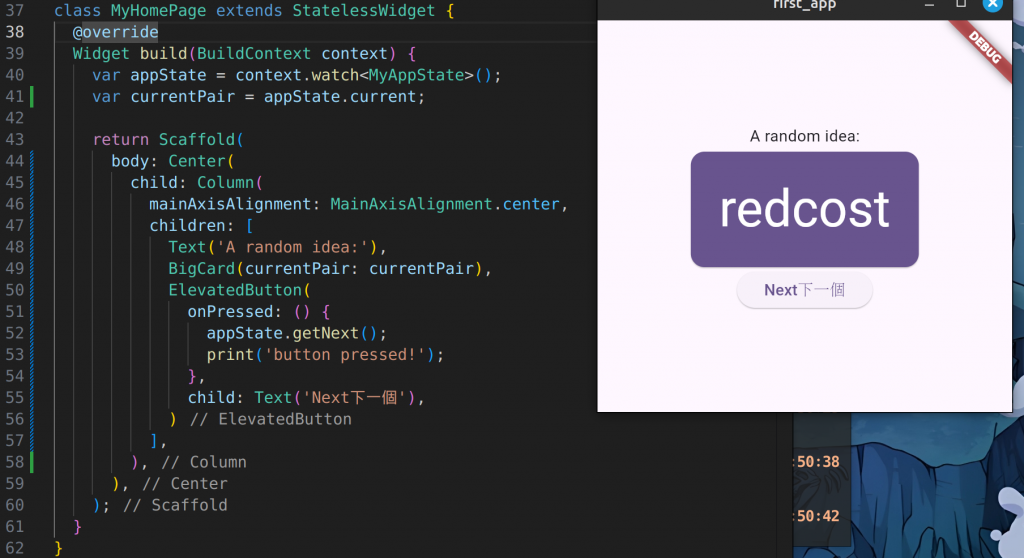 37 class MyHomePage extends StatelessWidget {
38 @override
39 Widget build(BuildContext context) {
40 var appState = context.watch<MyAppState>();
41 var currentPair = appState.current;
42
43 return Scaffold(
44 body: Center(
45 child: Column(
46 mainAxisAlignment: MainAxisAlignment.center,
47 children: [
48 Text('A random idea:'),
49 BigCard(currentPair: currentPair),
50 ElevatedButton(
51 onPressed: () {
52 appState.getNext();
53 print('button pressed!');
54 },
55 child: Text('Next下一個'),
56 ) // ElevatedButton
57 ],
58 ), // Column
59 ), // Center
60 ); // Scaffold
61 }
62 }
first_app
DEBUG
A random idea:
redcost
Next下一個
:50:38
:50:42